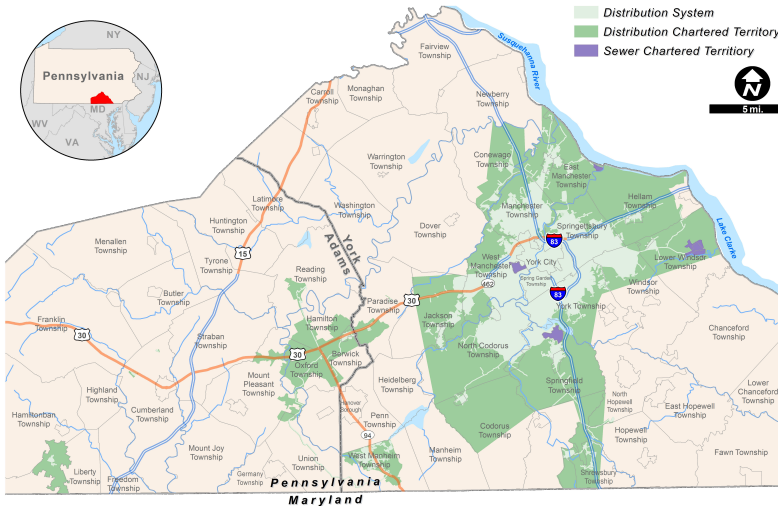 Distribution System
Distribution Chartered Territory
Sewer Chartered Territiory
N
5 mi.
NY
Pennsylvania
NJ
MD
WV
VA
Susquehanna River
Fairview
Township
Newberry
Township
Monaghan
Township
Carroll
Township
Warrington
Township
Conewago
Township
East
Manchester
Township
Manchester
Township
Hellam
Township
Washington
Township
Latimore
Township
Huntington
Township
Dover
Township
Springettsbury
Township
Lake Clarke
York
Adams
83
15
Menallen
Township
Tyrone
Township
Reading
Township
West
Manchester
Township
York City
Spring Garden
Township
Lower Windsor
Township
Windsor
Township
462
83
Butler
Township
Paradise
Township
30
York Township
Jackson
Township
Franklin
Township
30
Hamilton
Township
Straban
Township
Chanceford
Township
North Codorus
Township
30
Berwick
Township
Oxford
Township
Mount
Pleasant
Township
Heidelberg
Township
Springfield
Township
Highland
Township
Lower
Chanceford
Township
North
Hopewell
Township
Hanover
Borough
Cumberland
Township
East Hopewell
Township
Hamiltonban
Township
Penn
Township
Codorus
Township
Hopewell
Township
94
Mount Joy
Township
Manheim
Township
Fawn Township
West Manheim
Township
Union
Township
Liberty
Township
Freedom
Township
Germany
Township
Shrewsbury
Township
Pennsylvania
Maryland